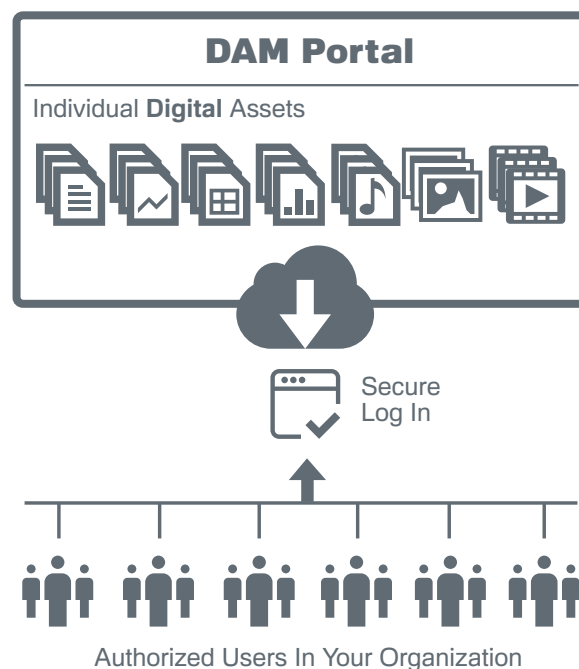 DAM Portal
Individual Digital Assets
Secure
Log In
Authorized Users In Your Organization